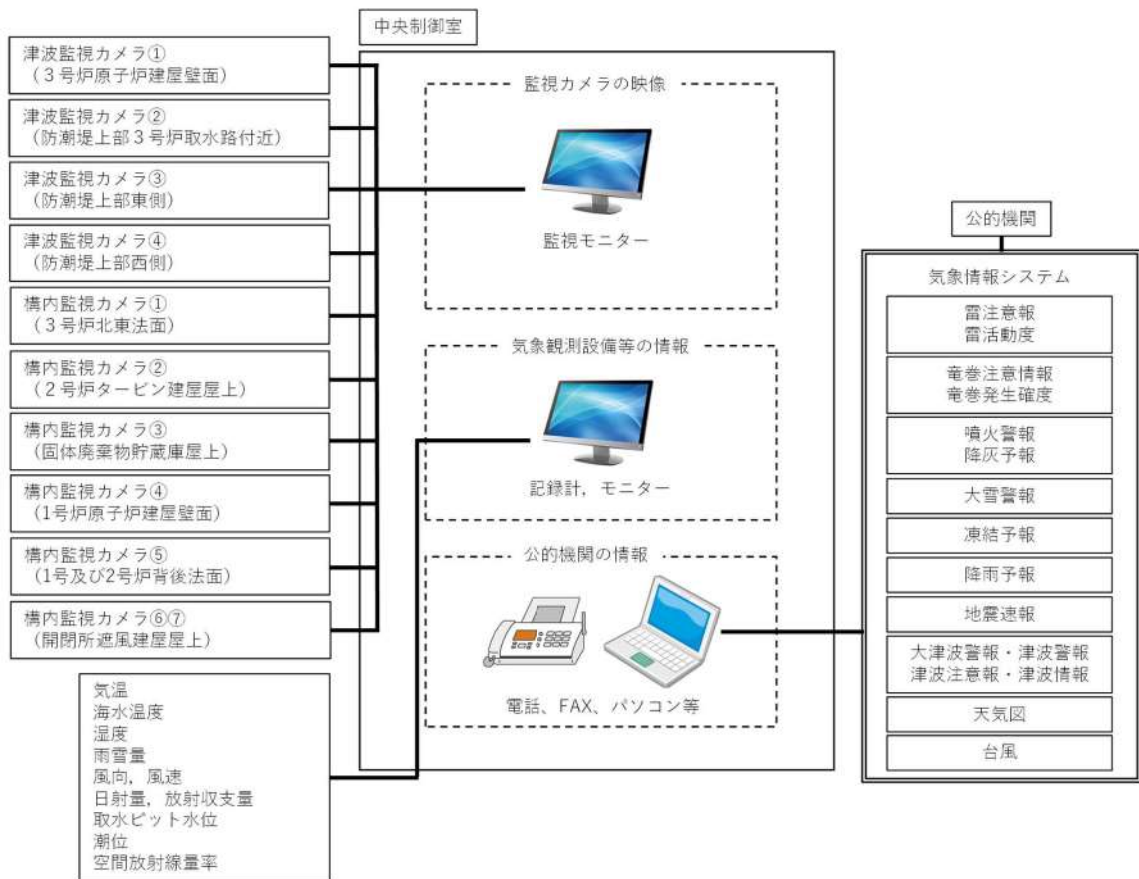 中央制御室
津波監視カメラ①
（３号炉原子炉建屋壁面）
津波監視カメラ②
（防潮堤上部３号炉取水路付近）
津波監視カメラ③
(防潮堤上部東側)
津波監視カメラ④
(防潮堤上部西側)
構内監視カメラ①
（３号炉北東法面）
構内監視カメラ②
（２号炉タービン建屋屋上）
構内監視カメラ③
(固体廃棄物貯蔵庫屋上)
構内監視カメラ④
(1号炉原子炉建屋壁面)
構内監視カメラ⑤
(1号及び2号炉背後法面)
構内監視カメラ⑥⑦
(開閉所遮風建屋屋上)
気温
海水温度
湿度
雨雪量
風向，風速
日射量，放射収支量
取水ピット水位
潮位
空間放射線量率
監視カメラの映像
監視モニター
気象観測設備等の情報
記録計，モニター
公的機関の情報
電話、FAX、パソコン等
公的機関
気象情報システム
雷注意報
雷活動度
竜巻注意情報
竜巻発生確度
噴火警報
降灰予報
大雪警報
凍結予報
降雨予報
地震速報
大津波警報・津波警報
津波注意報・津波情報
天気図
台風